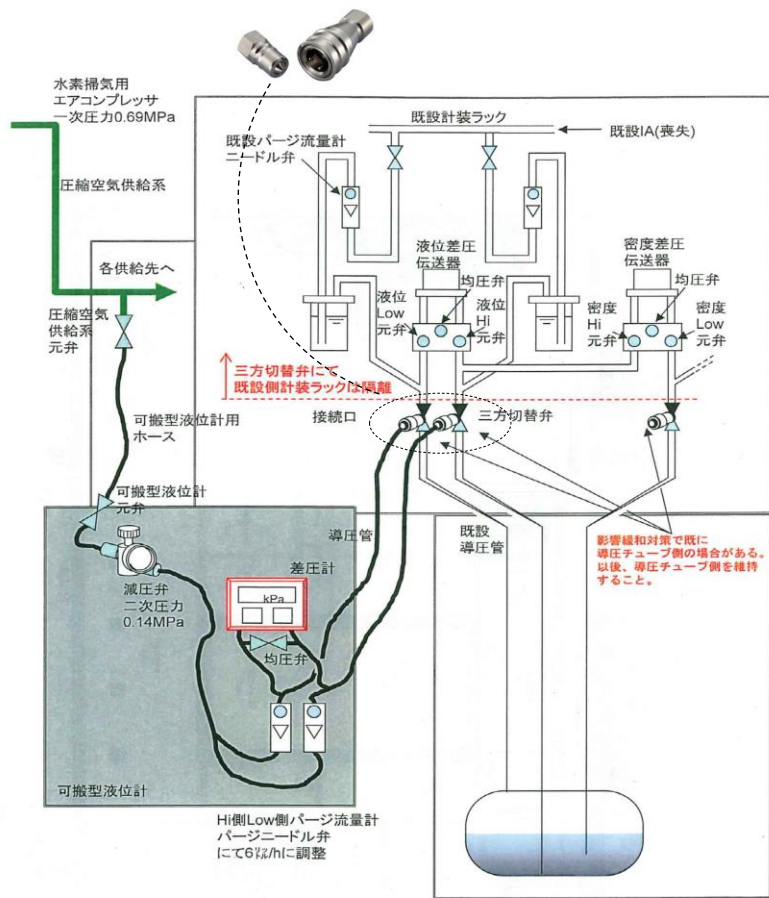 水素掃気用
エアコンプレッサ
一次圧力0.69MPa
圧縮空気供給系
各供給先へ
圧縮空気
供給系
元弁
可搬型液位計用
ホース
可搬型液位計
元弁
減圧弁
二次圧力
0.14MPa
差圧計
kPa
均圧弁
可搬型液位計
Hi側Low側パージ流量計
パージニードル弁
にて6㍑/hに調整
導圧管
既設計装ラック
既設IA(喪失)
既設パージ流量計
ニードル弁
液位差圧
伝送器
均圧弁
液位
Low
元弁
液位
Hi
元弁
密度差圧
伝送器
均圧弁
密度
Hi
元弁
密度
Low
元弁
三方切替弁にて
既設側計装ラックは隔離
接続口
三方切替弁
既設
導圧管
影響緩和対策で既に
導圧チューブ側の場合がある。
以後、導圧チューブ側を維持
すること。